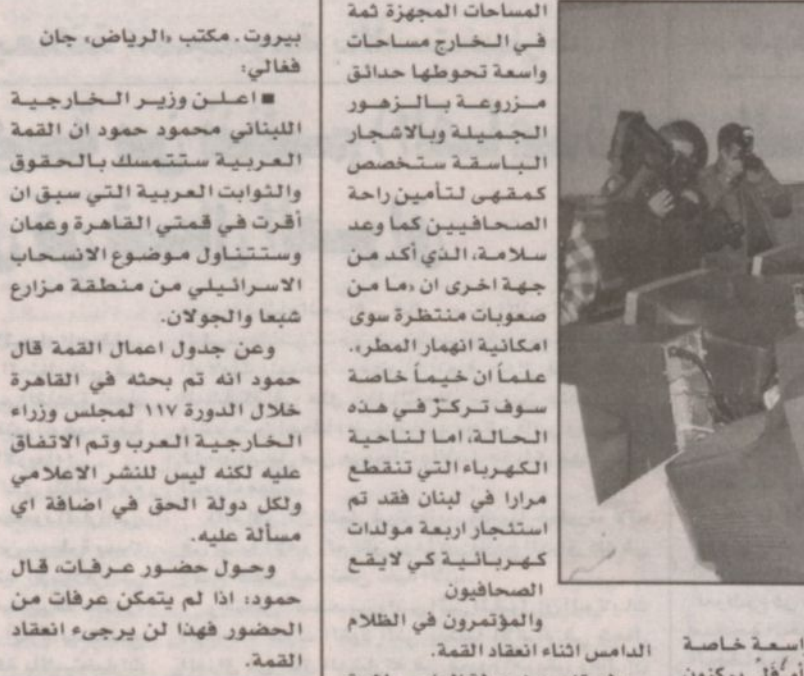 المساحات المجهزة ثمة
في الخارج مساحات
واسعة تحوطها حدائق
مزروعة بالزهور
الجميلة وبالاشجار
الباسقة ستخصص
كمقهى لتأمين راحة
الصحافيين كما وعد
سلامة، الذي أكد من
جهة اخرى ان «ما من
صعوبات منتظرة سوى
امكانية انهمار المطر».
علماً ان خيماً خاصة
سوف تركز في هذه
الحالة، اما لناحية
الكهرباء التي تنقطع
مرارا في لبنان فقد تم
استئجار اربعة مولدات
كهربائية كي لايقع
الصحافيون
والمؤتمرون في الظلام
الدامس اثناء انعقاد القمة.
بيروت . مكتب «الرياض» جان
فغالي:
■ اعلن وزير الخارجية
اللبناني محمود حمود ان القمة
العربية ستتمسك بالحقوق
والثوابت العربية التي سبق ان
أقرت في قمتي القاهرة وعمان
وستتناول موضوع الانسحاب
الاسرائيلي من منطقة مزارع
شبعا والجولان.
وعن جدول اعمال القمة قال
حمود انه تم بحثه في القاهرة
خلال الدورة ١١٧ لمجلس وزراء
الخارجية العرب وتم الاتفاق
عليه لكنه ليس للنشر الاعلامي
ولكل دولة الحق في اضافة اي
مسألة عليه.
وحول حضور عرفات، قال
حمود: اذا لم يتمكن عرفات من
الحضور فهذا لن يرجىء انعقاد
القمة.